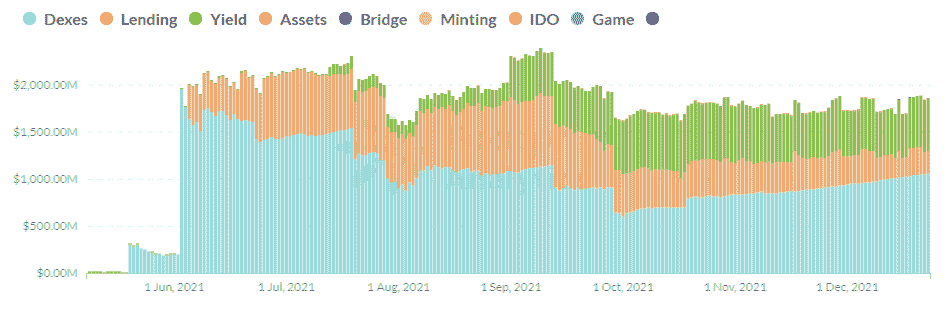 Dexes Lending Yield Assets Bridge Minting IDO Game
$2,000.00M
$1,500.00M
$1,000.00M
$500.00M
$0.00M
1 Jun, 2021 1 Jul, 2021 1 Aug, 2021 1 Sep, 2021 1 Oct, 2021 1 Nov, 2021 1 Dec, 2021